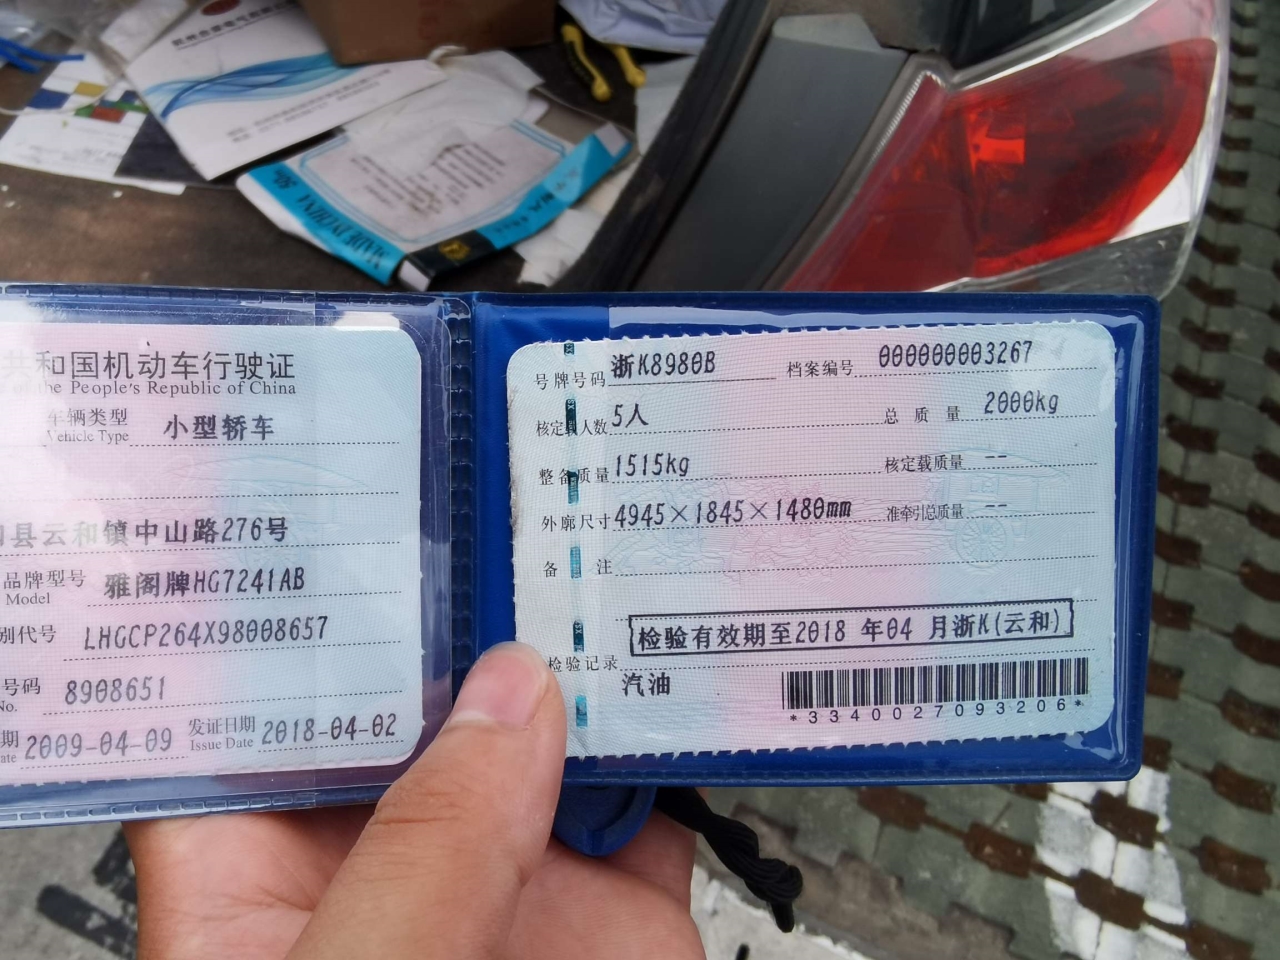 共和国机动车行驶证
of the People's Republic of China
车辆类型 小型轿车
Vehicle Type
县云和镇中山路276号
品牌型号 雅阁牌HG7241AB
Model
别代号 LHGCP264X98008657
号码 8908651
No.
期 2009-04-09 发证日期 2018-04-02
ate Issue Date
号牌号码 浙K8980B 档案编号 000000003267
核定载人数 5人 总质量 2000kg
整备质量 1515kg 核定载质量 --
外廓尺寸 4945×1845×1480mm 准牵引总质量 --
备注
检验有效期至2018 年04 月浙K(云和)
检验记录
汽油
*3340027093206*